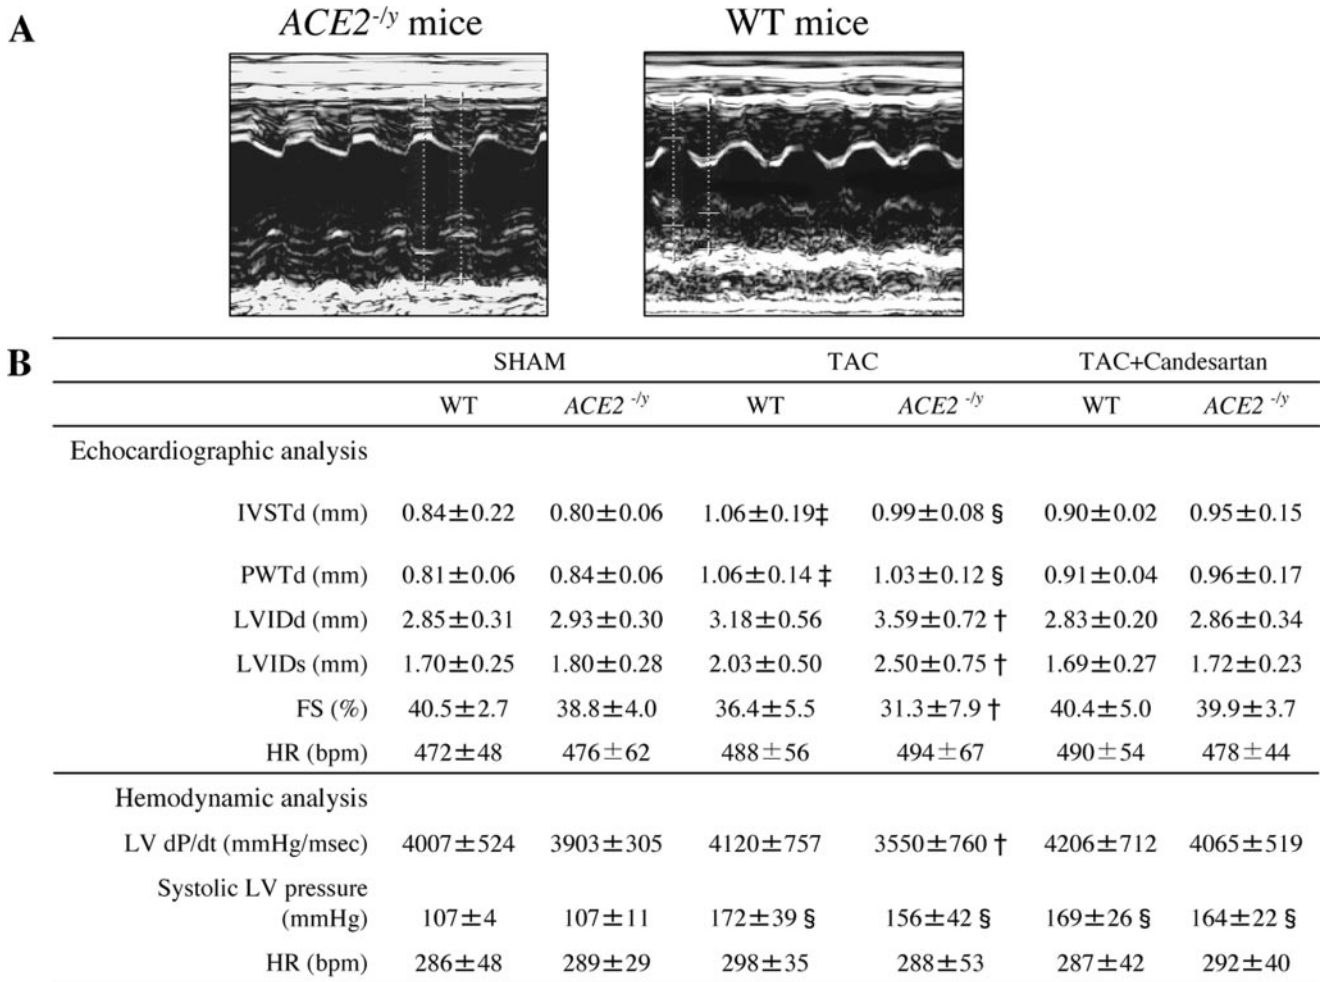 A
ACE2-/y mice
WT mice
B
SHAM TAC TAC+Candesartan
WT ACE2 -/y WT ACE2 -/y WT ACE2 -/y
Echocardiographic analysis
IVSTd (mm) 0.84±0.22 0.80±0.06 1.06±0.19‡ 0.99±0.08 § 0.90±0.02 0.95±0.15
PWTd (mm) 0.81±0.06 0.84±0.06 1.06±0.14 ‡ 1.03±0.12 § 0.91±0.04 0.96±0.17
LVIDd (mm) 2.85±0.31 2.93±0.30 3.18±0.56 3.59±0.72 † 2.83±0.20 2.86±0.34
LVIDs (mm) 1.70±0.25 1.80±0.28 2.03±0.50 2.50±0.75 † 1.69±0.27 1.72±0.23
FS (%) 40.5±2.7 38.8±4.0 36.4±5.5 31.3±7.9 † 40.4±5.0 39.9±3.7
HR (bpm) 472±48 476±62 488±56 494±67 490±54 478±44
Hemodynamic analysis
LV dP/dt (mmHg/msec) 4007±524 3903±305 4120±757 3550±760 † 4206±712 4065±519
Systolic LV pressure
(mmHg) 107±4 107±11 172±39 § 156±42 § 169±26 § 164±22 §
HR (bpm) 286±48 289±29 298±35 288±53 287±42 292±40